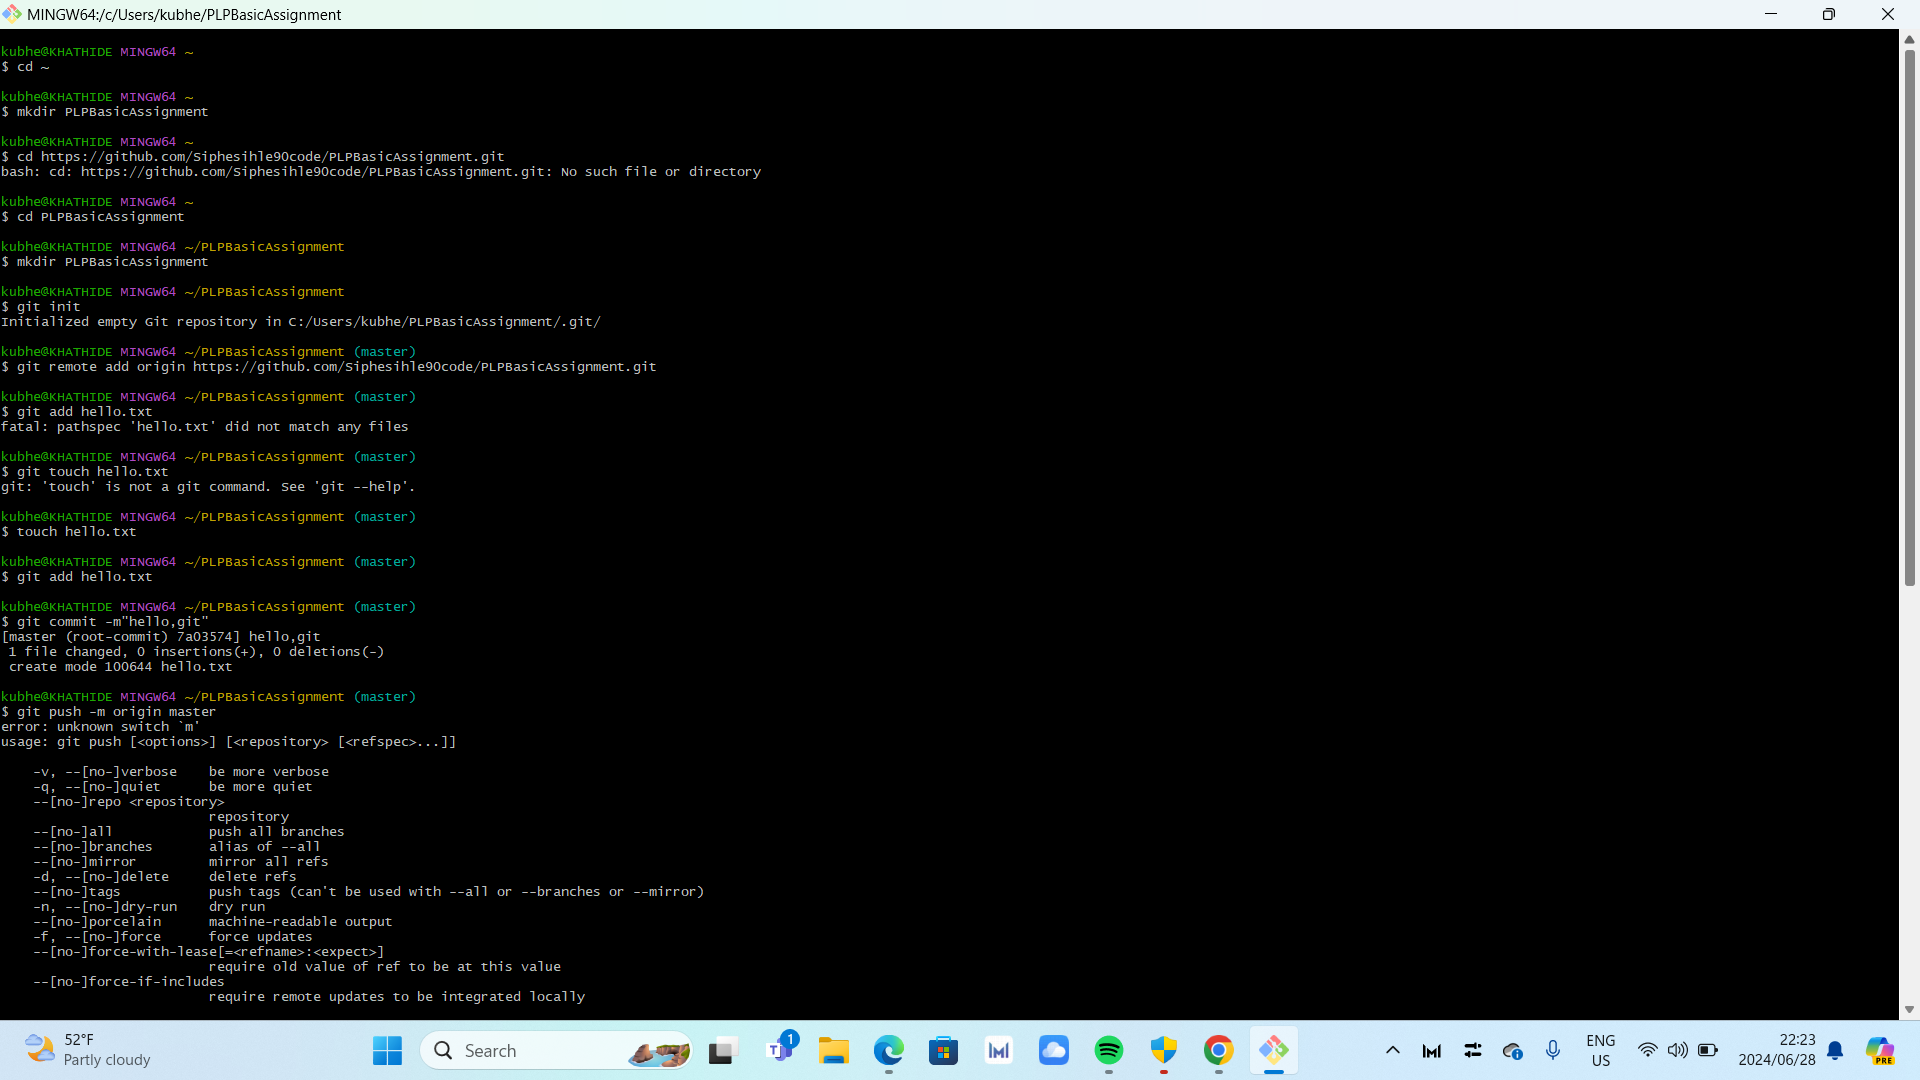 MINGW64:/c/Users/kubhe/PLPBasicAssignment
kubhe@KHATHIDE MINGW64 ~
$ cd ~
kubhe@KHATHIDE MINGW64 ~
$ mkdir PLPBasicAssignment
kubhe@KHATHIDE MINGW64 ~
$ cd https://github.com/Siphesihle90code/PLPBasicAssignment.git
bash: cd: https://github.com/Siphesihle90code/PLPBasicAssignment.git: No such file or directory
kubhe@KHATHIDE MINGW64 ~
$ cd PLPBasicAssignment
kubhe@KHATHIDE MINGW64 ~/PLPBasicAssignment
$ mkdir PLPBasicAssignment
kubhe@KHATHIDE MINGW64 ~/PLPBasicAssignment
$ git init
Initialized empty Git repository in C:/Users/kubhe/PLPBasicAssignment/.git/
kubhe@KHATHIDE MINGW64 ~/PLPBasicAssignment (master)
$ git remote add origin https://github.com/Siphesihle90code/PLPBasicAssignment.git
kubhe@KHATHIDE MINGW64 ~/PLPBasicAssignment (master)
$ git add hello.txt
fatal: pathspec 'hello.txt' did not match any files
kubhe@KHATHIDE MINGW64 ~/PLPBasicAssignment (master)
$ git touch hello.txt
git: 'touch' is not a git command. See 'git --help'.
kubhe@KHATHIDE MINGW64 ~/PLPBasicAssignment (master)
$ touch hello.txt
kubhe@KHATHIDE MINGW64 ~/PLPBasicAssignment (master)
$ git add hello.txt
kubhe@KHATHIDE MINGW64 ~/PLPBasicAssignment (master)
$ git commit -m"hello,git"
[master (root-commit) 7a03574] hello,git
 1 file changed, 0 insertions(+), 0 deletions(-)
 create mode 100644 hello.txt
kubhe@KHATHIDE MINGW64 ~/PLPBasicAssignment (master)
$ git push -m origin master
error: unknown switch `m'
usage: git push [<options>] [<repository> [<refspec>...]]
    -v, --[no-]verbose    be more verbose
    -q, --[no-]quiet      be more quiet
    --[no-]repo <repository>
                          repository
    --[no-]all            push all branches
    --[no-]branches       alias of --all
    --[no-]mirror         mirror all refs
    -d, --[no-]delete     delete refs
    --[no-]tags           push tags (can't be used with --all or --branches or --mirror)
    -n, --[no-]dry-run    dry run
    --[no-]porcelain      machine-readable output
    -f, --[no-]force      force updates
    --[no-]force-with-lease[=<refname>:<expect>]
                          require old value of ref to be at this value
    --[no-]force-if-includes
                          require remote updates to be integrated locally
52°F
Partly cloudy
Search
1
ENG
US
22:23
2024/06/28
PRE